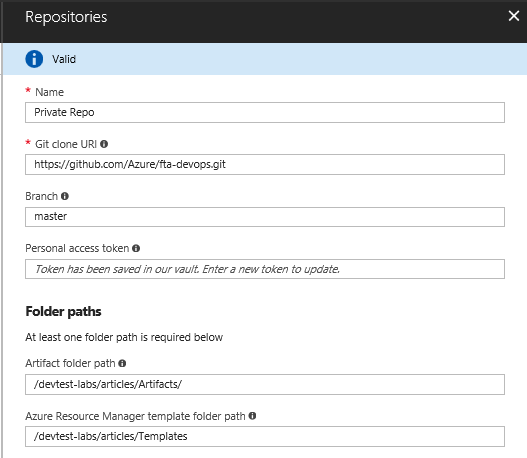 Repositories
Valid
* Name
Private Repo
* Git clone URI
https://github.com/Azure/fta-devops.git
Branch
master
Personal access token
Token has been saved in our vault. Enter a new token to update.
Folder paths
At least one folder path is required below
Artifact folder path
/devtest-labs/articles/Artifacts/
Azure Resource Manager template folder path
/devtest-labs/articles/Templates